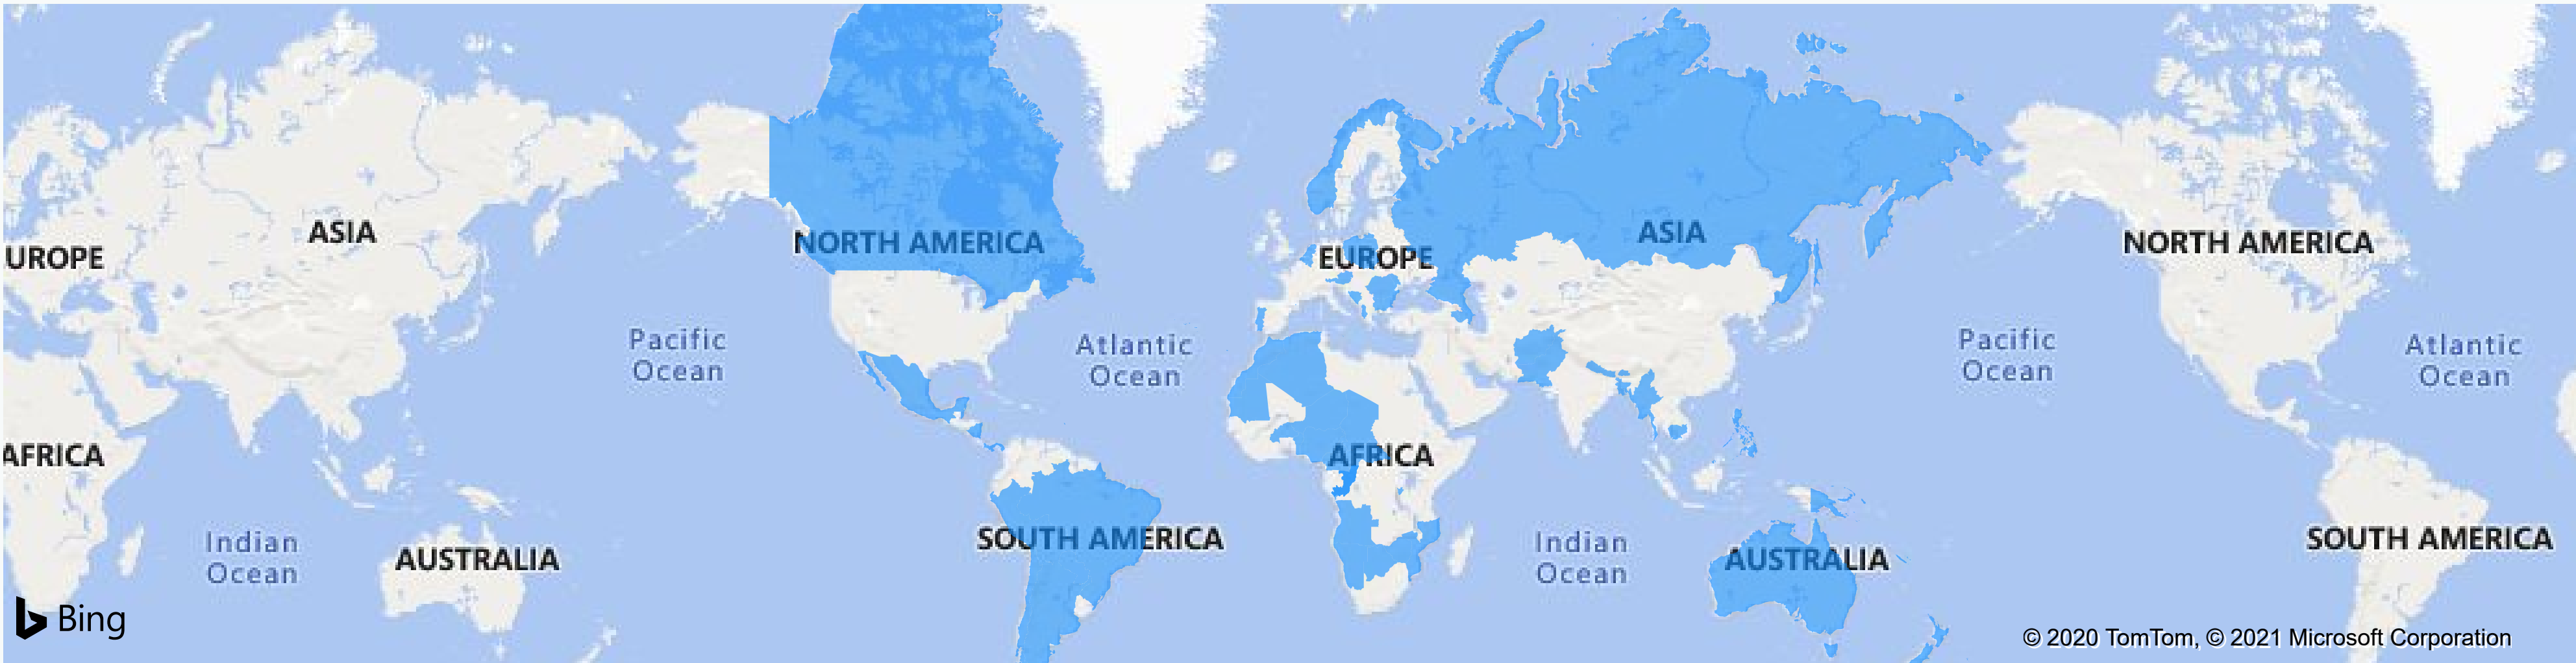 UROPE
ASIA
NORTH AMERICA
EUROPE
ASIA
NORTH AMERICA
Pacific
Ocean
Atlantic
Ocean
Pacific
Ocean
Atlantic
Ocean
AFRICA
AFRICA
Indian
Ocean
AUSTRALIA
SOUTH AMERICA
Indian
Ocean
AUSTRALIA
SOUTH AMERICA
Bing
© 2020 TomTom, © 2021 Microsoft Corporation